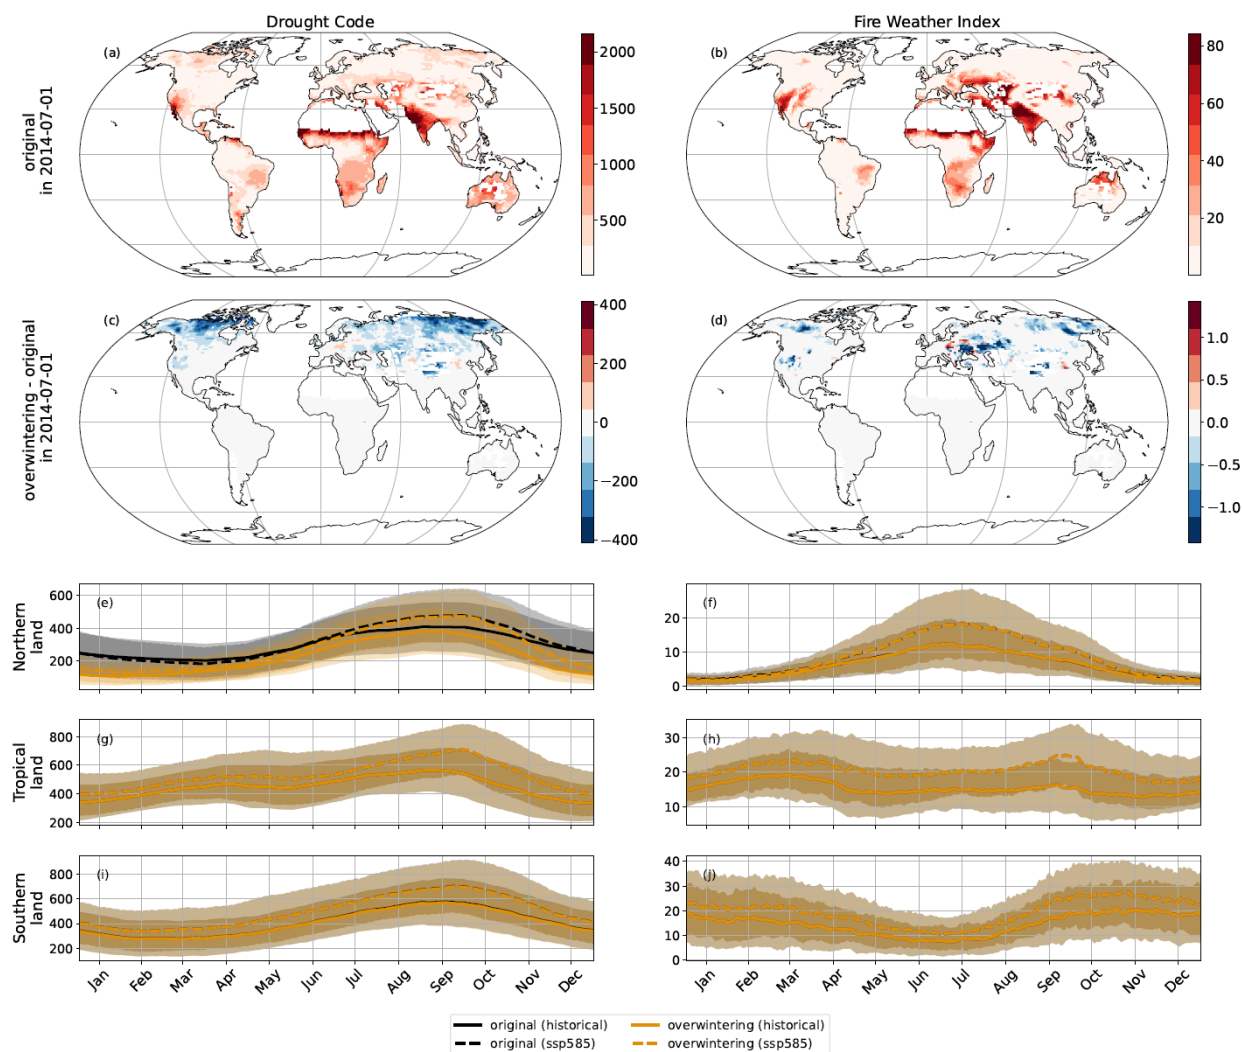 Drought Code
Fire Weather Index
original
in 2014-07-01
(a)
2000
1500
1000
500
(b)
80
60
40
20
overwintering - original
in 2014-07-01
(c)
400
200
0
−200
−400
(d)
1.0
0.5
0.0
−0.5
−1.0
Northern
land
600
400
200
(e)
20
10
0
(f)
Tropical
land
800
600
400
200
(g)
30
20
10
(h)
Southern
land
800
600
400
200
(i)
40
30
20
10
0
(j)
Jan Feb Mar Apr May Jun Jul Aug Sep Oct Nov Dec
Jan Feb Mar Apr May Jun Jul Aug Sep Oct Nov Dec
original (historical)
original (ssp585)
overwintering (historical)
overwintering (ssp585)